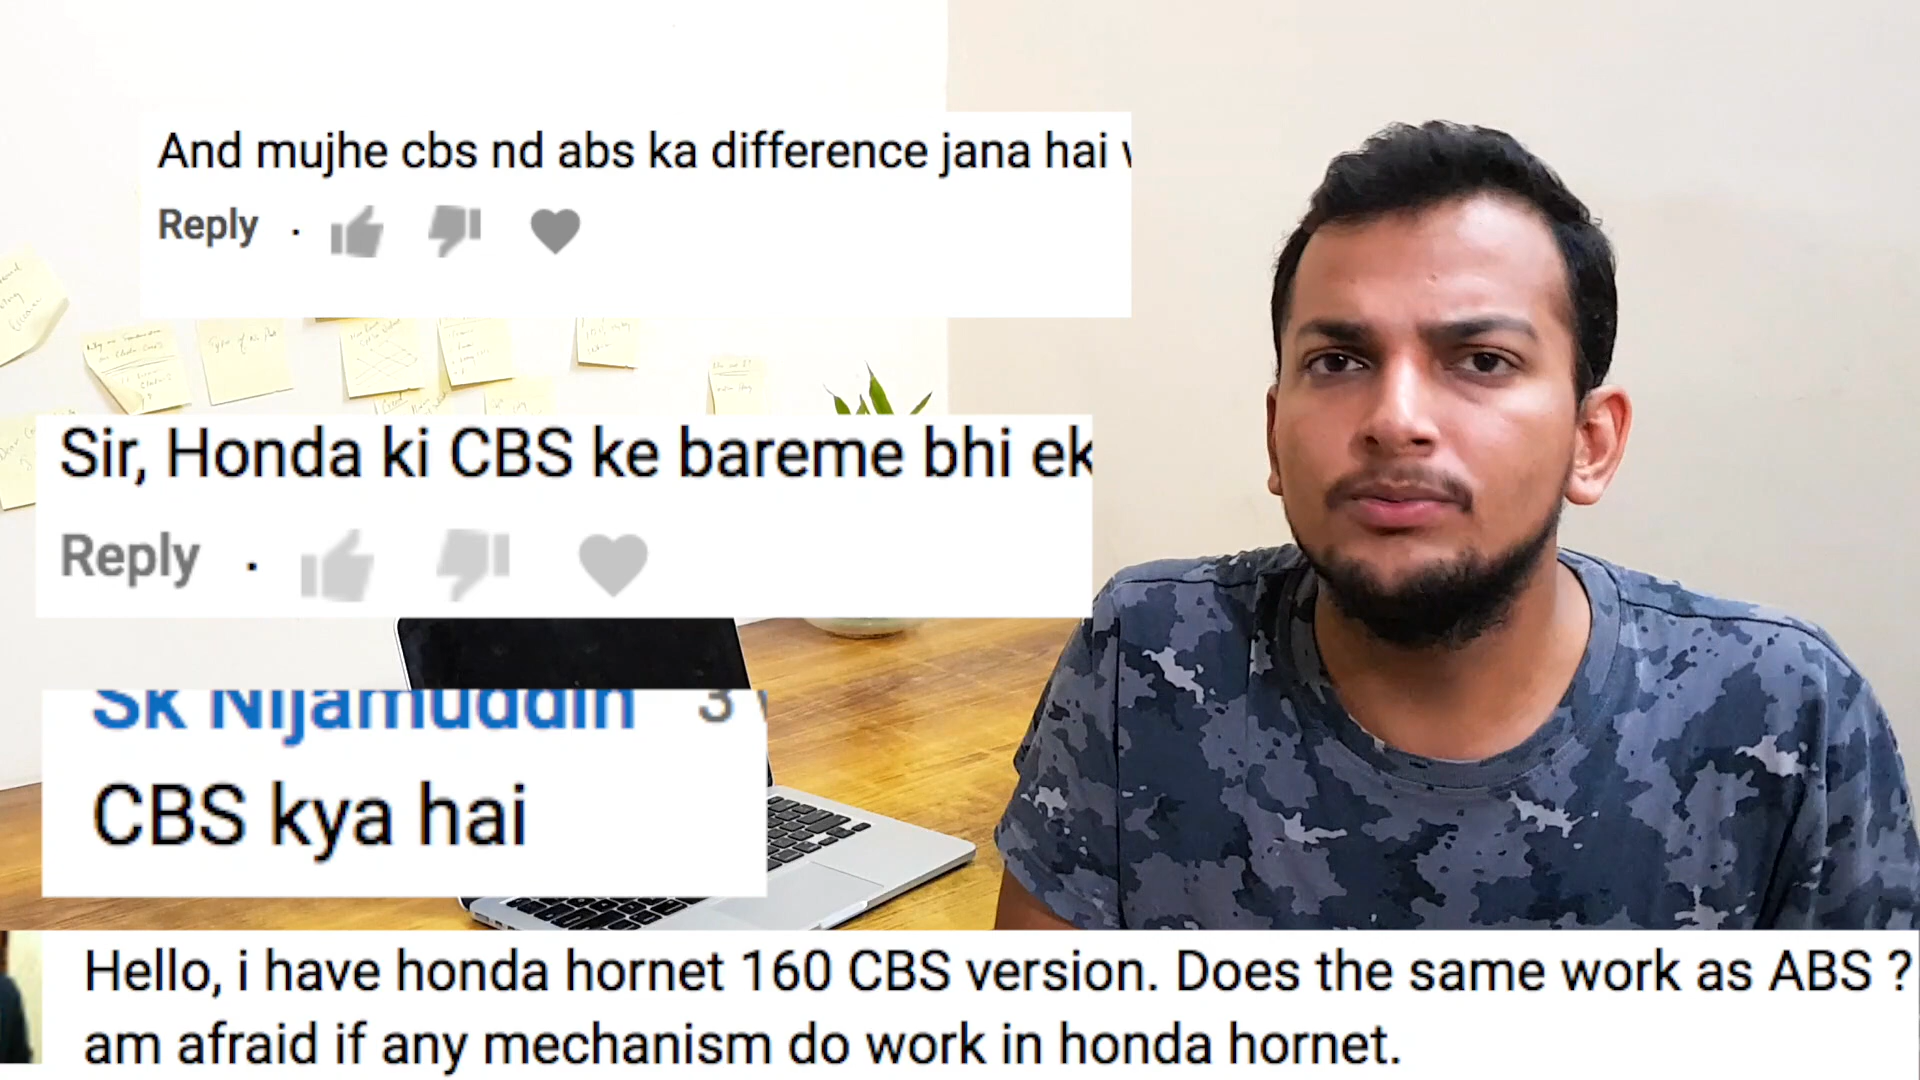 And mujhe cbs nd abs ka difference jana hai
Reply
Sir, Honda ki CBS ke bareme bhi ek
Reply
Sk Nijamuddin 3
CBS kya hai
Hello, i have honda hornet 160 CBS version. Does the same work as ABS ?
am afraid if any mechanism do work in honda hornet.